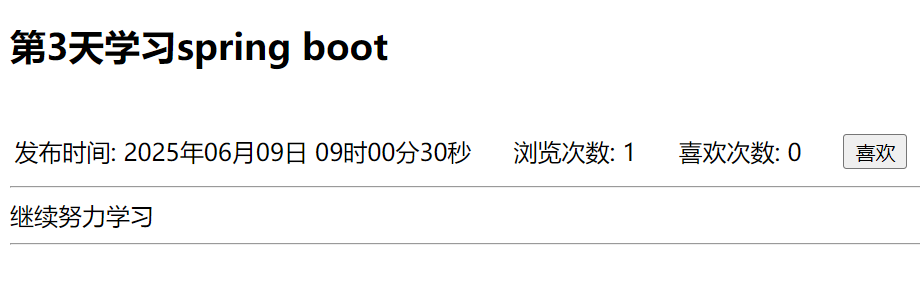 第3天学习spring boot
发布时间: 2025年06月09日 09时00分30秒 浏览次数: 1 喜欢次数: 0 喜欢
继续努力学习